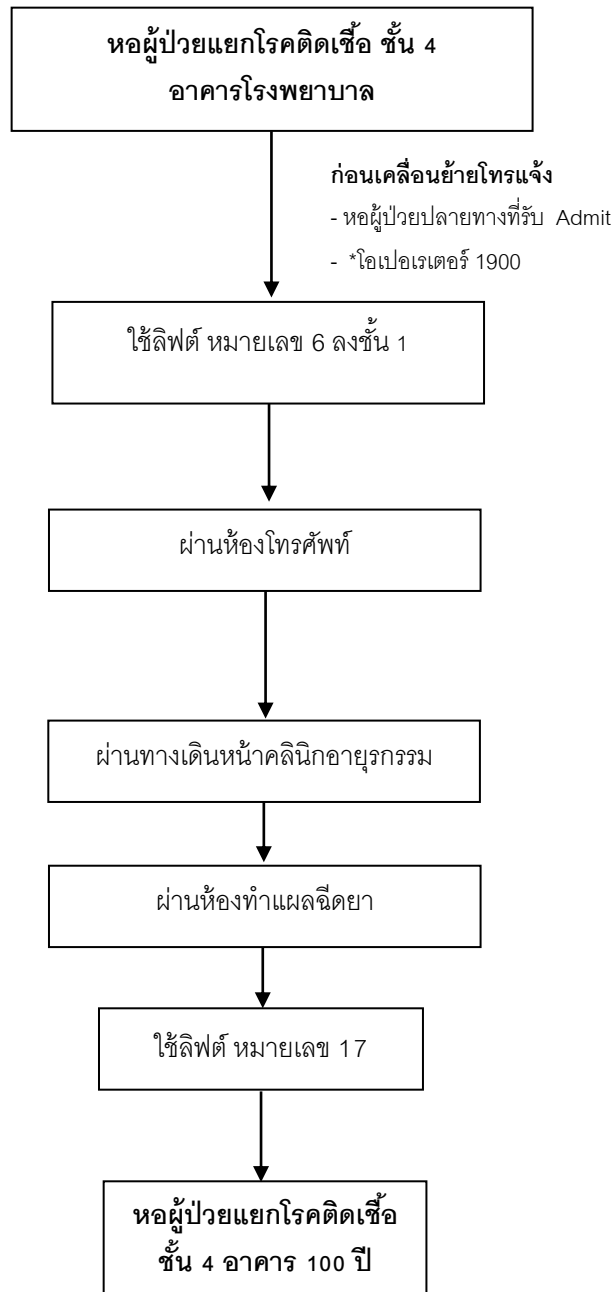 หอผู้ป่วยแยกโรคติดเชื้อ ชั้น 4
อาคารโรงพยาบาล
ก่อนเคลื่อนย้ายโทรแจ้ง
- หอผู้ป่วยปลายทางที่รับ Admit
- *โอเปอเรเตอร์ 1900
ใช้ลิฟต์ หมายเลข 6 ลงชั้น 1
ผ่านห้องโทรศัพท์
ผ่านทางเดินหน้าคลินิกอายุรกรรม
ผ่านห้องทำแผลฉีดยา
ใช้ลิฟต์ หมายเลข 17
หอผู้ป่วยแยกโรคติดเชื้อ
ชั้น 4 อาคาร 100 ปี